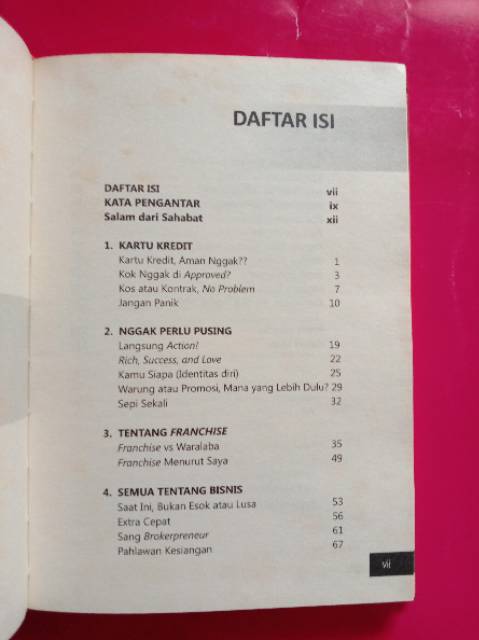 DAFTAR ISI
DAFTAR ISI vii
KATA PENGANTAR ix
Salam dari Sahabat xii
1. KARTU KREDIT
Kartu Kredit, Aman Nggak?? 1
Kok Nggak di Approved? 3
Kos atau Kontrak, No Problem 7
Jangan Panik 10
2. NGGAK PERLU PUSING
Langsung Action! 19
Rich, Success, and Love 22
Kamu Siapa (Identitas diri) 25
Warung atau Promosi, Mana yang Lebih Dulu? 29
Sepi Sekali 32
3. TENTANG FRANCHISE
Franchise vs Waralaba 35
Franchise Menurut Saya 49
4. SEMUA TENTANG BISNIS
Saat Ini, Bukan Esok atau Lusa 53
Extra Cepat 56
Sang Brokerpreneur 61
Pahlawan Kesiangan 67
vii